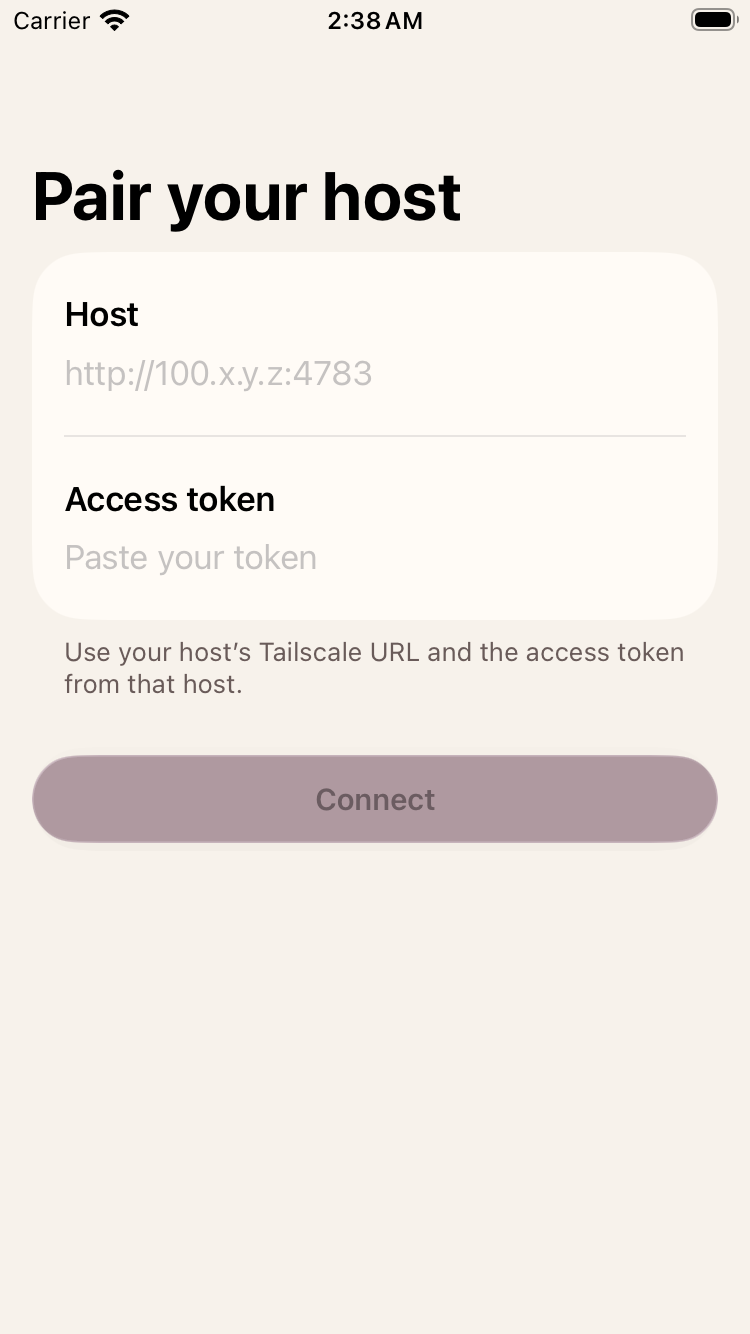 Carrier 2:38 AM
Pair your host
Host
http://100.x.y.z:4783
Access token
Paste your token
Use your host’s Tailscale URL and the access token
from that host.
Connect